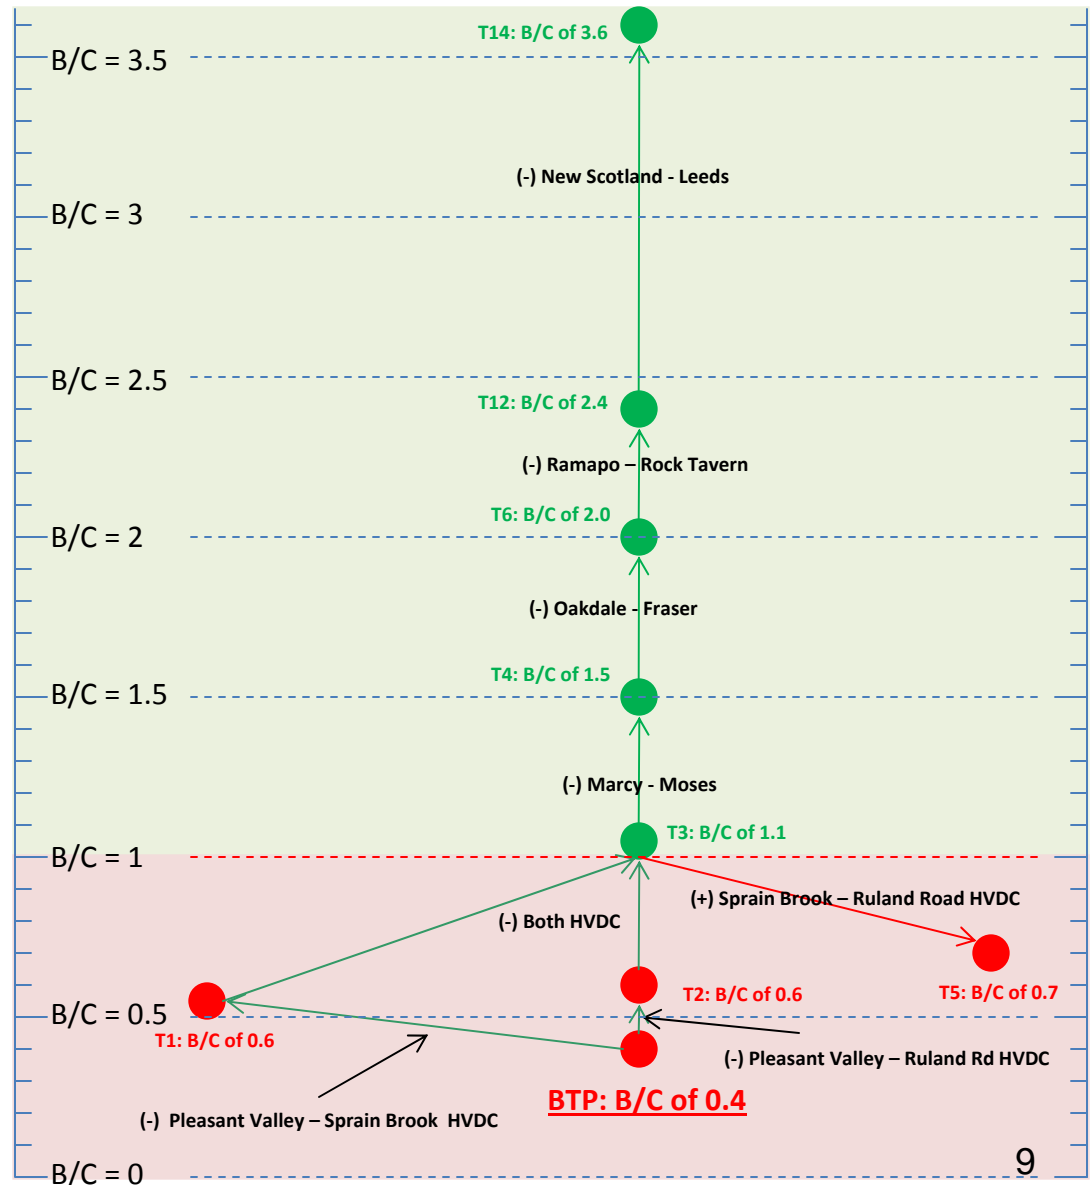 T14: B/C of 3.6
B/C = 3.5
(-) New Scotland - Leeds
B/C = 3
B/C = 2.5
T12: B/C of 2.4
(-) Ramapo – Rock Tavern
T6: B/C of 2.0
B/C = 2
(-) Oakdale - Fraser
T4: B/C of 1.5
B/C = 1.5
(-) Marcy - Moses
T3: B/C of 1.1
B/C = 1
(+) Sprain Brook – Ruland Road HVDC
(-) Both HVDC
T2: B/C of 0.6
T5: B/C of 0.7
B/C = 0.5
T1: B/C of 0.6
(-) Pleasant Valley – Ruland Rd HVDC
BTP: B/C of 0.4
(-) Pleasant Valley – Sprain Brook HVDC
B/C = 0
9